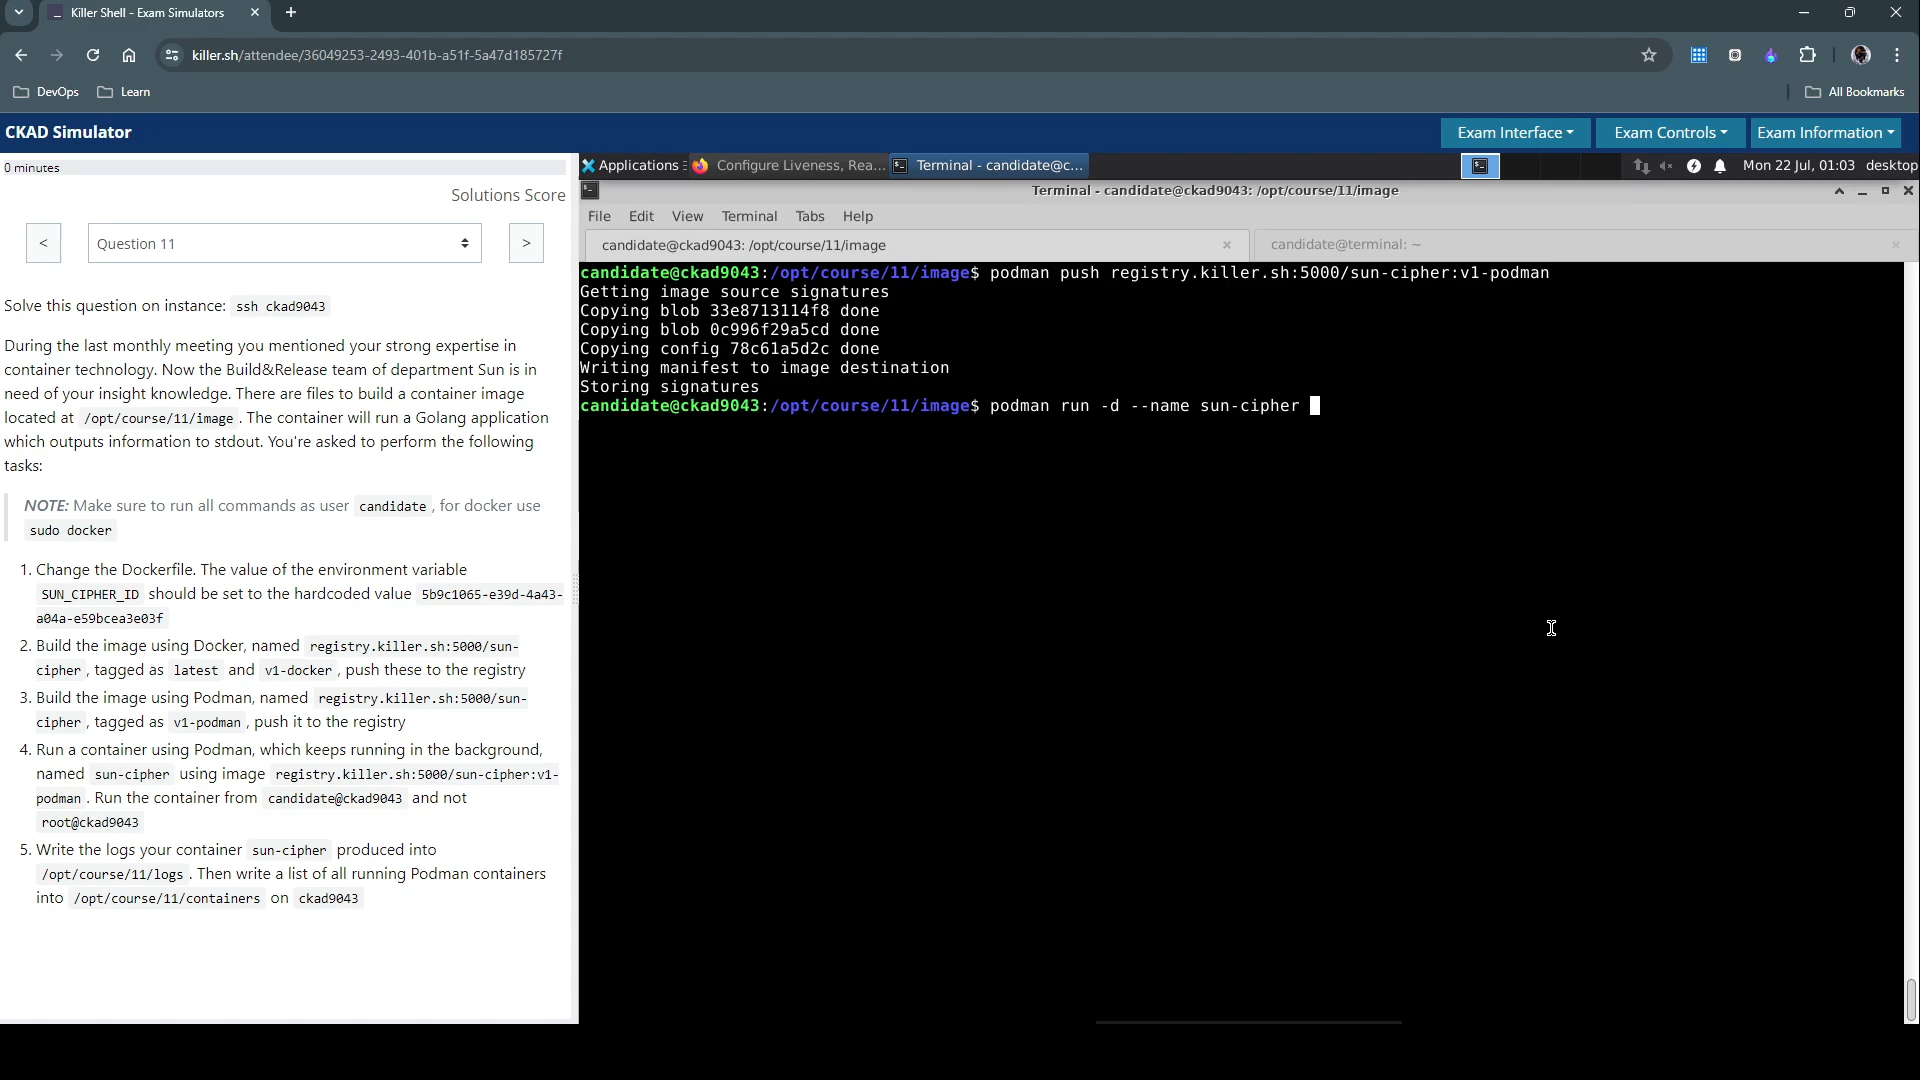 Killer Shell - Exam Simulators
killer.sh/attendee/36049253-2493-401b-a51f-5a47d185727f
DevOps
Learn
All Bookmarks
CKAD Simulator
Exam Interface
Exam Controls
Exam Information
0 minutes
Solutions Score
<
Question 11
>
Solve this question on instance: ssh ckad9043
During the last monthly meeting you mentioned your strong expertise in
container technology. Now the Build&Release team of department Sun is in
need of your insight knowledge. There are files to build a container image
located at /opt/course/11/image . The container will run a Golang application
which outputs information to stdout. You're asked to perform the following
tasks:
NOTE: Make sure to run all commands as user candidate , for docker use
sudo docker
1. Change the Dockerfile. The value of the environment variable
SUN_CIPHER_ID should be set to the hardcoded value 5b9c1065-e39d-4a43-
a04a-e59bcea3e03f
2. Build the image using Docker, named registry.killer.sh:5000/sun-
cipher , tagged as latest and v1-docker , push these to the registry
3. Build the image using Podman, named registry.killer.sh:5000/sun-
cipher , tagged as v1-podman , push it to the registry
4. Run a container using Podman, which keeps running in the background,
named sun-cipher using image registry.killer.sh:5000/sun-cipher:v1-
podman . Run the container from candidate@ckad9043 and not
root@ckad9043
5. Write the logs your container sun-cipher produced into
/opt/course/11/logs . Then write a list of all running Podman containers
into /opt/course/11/containers on ckad9043
Applications
Configure Liveness, Rea...
Terminal - candidate@c...
Mon 22 Jul, 01:03
desktop
Terminal - candidate@ckad9043: /opt/course/11/image
File Edit View Terminal Tabs Help
candidate@ckad9043: /opt/course/11/image
candidate@terminal: ~
candidate@ckad9043:/opt/course/11/image$ podman push registry.killer.sh:5000/sun-cipher:v1-podman
Getting image source signatures
Copying blob 33e8713114f8 done
Copying blob 0c996f29a5cd done
Copying config 78c61a5d2c done
Writing manifest to image destination
Storing signatures
candidate@ckad9043:/opt/course/11/image$ podman run -d --name sun-cipher